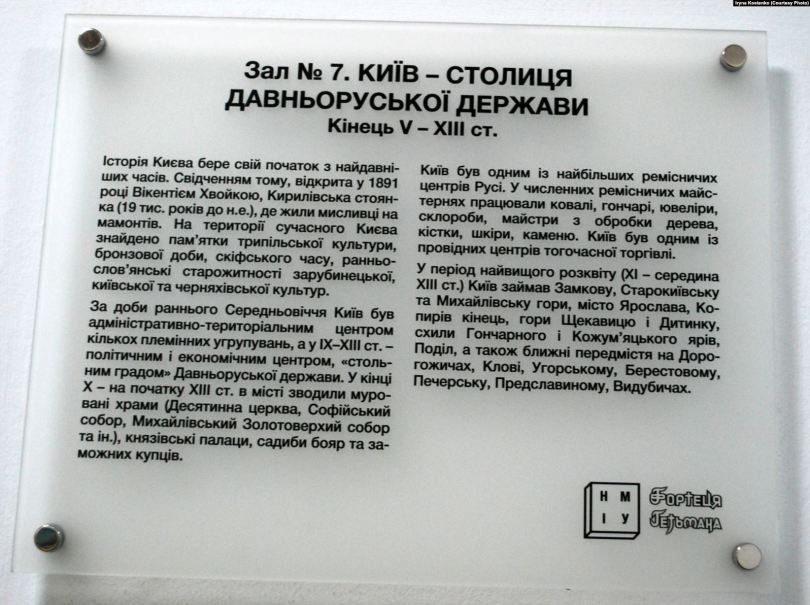 Iryna Kostenko (Courtesy Photo)
Зал № 7. КИЇВ – СТОЛИЦЯ
ДАВНЬОРУСЬКОЇ ДЕРЖАВИ
Кінець V – XIII ст.
Історія Києва бере свій початок з найдавні-
ших часів. Свідченням тому, відкрита у 1891
році Вікентієм Хвойкою, Кирилівська стоян-
ка (19 тис. років до н.е.), де жили мисливці на
мамонтів. На території сучасного Києва
знайдено пам’ятки трипільської культури,
бронзової доби, скіфського часу, ранньо-
слов’янські старожитності зарубинецької,
київської та черняхівської культур.
За доби раннього Середньовіччя Київ був
адміністративно-територіальним центром
кількох племінних угрупувань, а у IX–XIII ст. –
політичним і економічним центром, «столь-
ним градом» Давньоруської держави. У кінці
X – на початку XIII ст. в місті зводили муро-
вані храми (Десятинна церква, Софійський
собор, Михайлівський Золотоверхий собор
та ін.), князівські палаци, садиби бояр та за-
можних купців.
Київ був одним із найбільших ремісничих
центрів Русі. У численних ремісничих майс-
тернях працювали ковалі, гончарі, ювеліри,
склороби, майстри з обробки дерева,
кістки, шкіри, каменю. Київ був одним із
провідних центрів тогочасної торгівлі.
У період найвищого розквіту (XI – середина
XIII ст.) Київ займав Замкову, Старокиївську
та Михайлівську гори, місто Ярослава, Ко-
пирів кінець, гори Щекавицю і Дитинку,
схили Гончарного і Кожум’яцького ярів,
Поділ, а також ближні передмістя на Доро-
гожичах, Клові, Угорському, Берестовому,
Печерську, Предславиному, Видубичах.
Н М
І У
Фортеця
Гетьмана